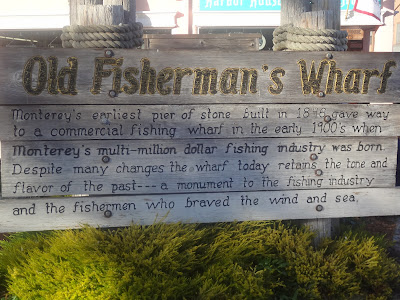 Harbor House
Old Fisherman's Wharf
Monterey's earliest pier of stone built in 1845 gave way
to a commercial fishing wharf in the early 1900's when
Monterey's multi-million dollar fishing industry was born.
Despite many changes the wharf today retains the tone and
flavor of the past--- a monument to the fishing industry
and the fishermen who braved the wind and sea.